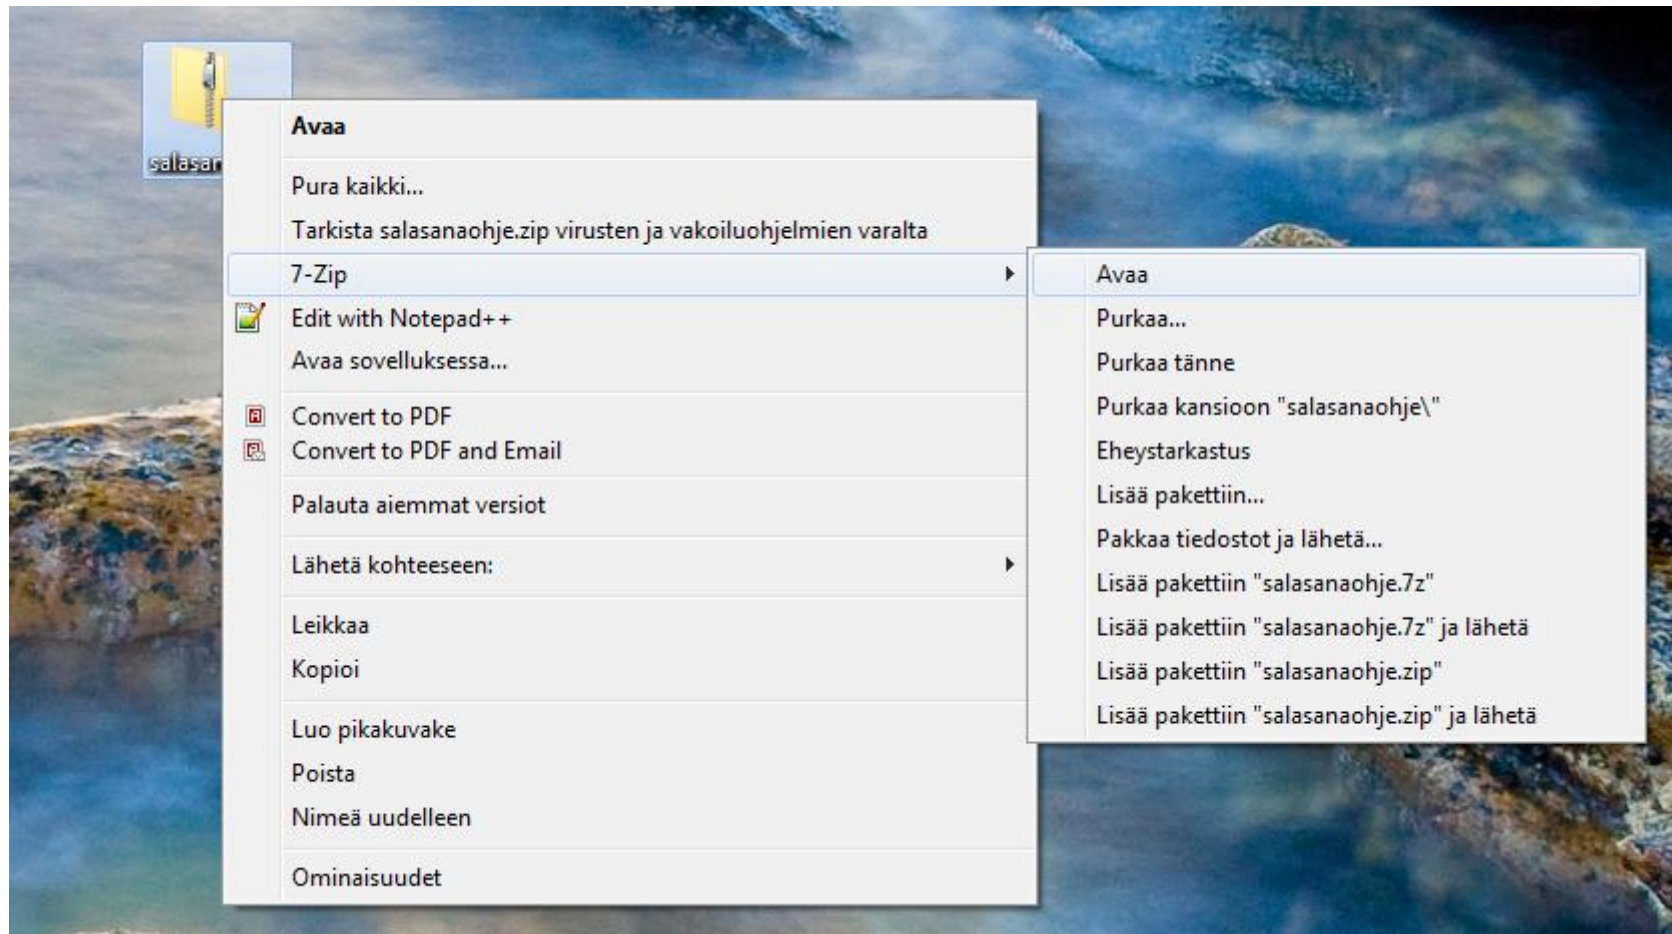 salasan
Avaa
Pura kaikki...
Tarkista salasanaohje.zip virusten ja vakoiluohjelmien varalta
7-Zip
Edit with Notepad++
Avaa sovelluksessa...
Convert to PDF
Convert to PDF and Email
Palauta aiemmat versiot
Lähetä kohteeseen:
Leikkaa
Kopioi
Luo pikakuvake
Poista
Nimeä uudelleen
Ominaisuudet
Avaa
Purkaa...
Purkaa tänne
Purkaa kansioon "salasanaohje\"
Eheystarkastus
Lisää pakettiin...
Pakkaa tiedostot ja lähetä...
Lisää pakettiin "salasanaohje.7z"
Lisää pakettiin "salasanaohje.7z" ja lähetä
Lisää pakettiin "salasanaohje.zip"
Lisää pakettiin "salasanaohje.zip" ja lähetä